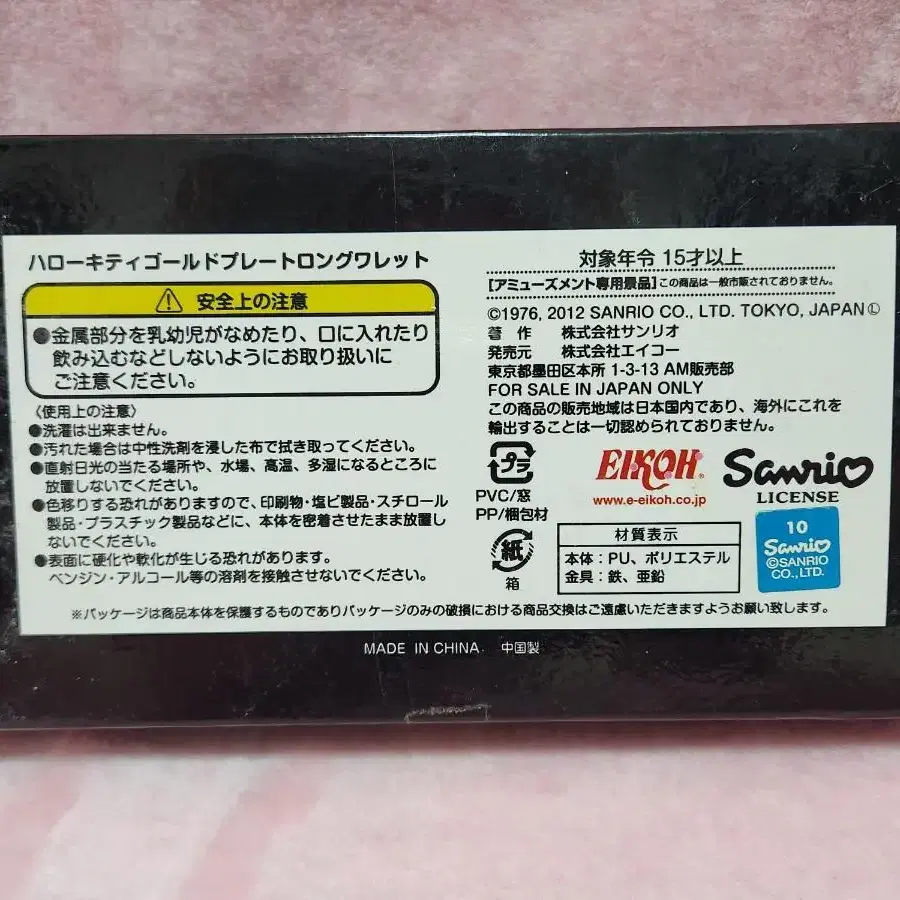 ハローキティゴールドプレートロングワレット
安全上の注意
●金属部分を乳幼児がなめたり、口に入れたり
飲み込むなどしないようにお取り扱いに
ご注意ください。
〈使用上の注意〉
●洗濯は出来ません。
●汚れた場合は中性洗剤を浸した布で拭き取ってください。
●直射日光の当たる場所や、水場、高温、多湿になるところに
放置しないでください。
●色移りする恐れがありますので、印刷物・塩ビ製品・スチロール
製品・プラスチック製品などに、本体を密着させたまま放置し
ないでください。
●表面に硬化や軟化が生じる恐れがあります。
ベンジン・アルコール等の溶剤を接触させないでください。
対象年令 15才以上
[アミューズメント専用景品]この商品は一般市販されておりません。
©1976, 2012 SANRIO CO., LTD. TOKYO, JAPAN Ⓛ
著 作 株式会社サンリオ
発売元 株式会社エイコー
東京都墨田区本所 1-3-13 AM販売部
FOR SALE IN JAPAN ONLY
この商品の販売地域は日本国内であり、海外にこれを
輸出することは一切認められておりません。
プラ
PVC/窓
PP/梱包材
紙
箱
EIKOH®
www.e-eikoh.co.jp
Sanrio
LICENSE
材質表示
本体：PU、ポリエステル
金具：鉄、亜鉛
10
Sanrio
©SANRIO
CO.,LTD.
※パッケージは商品本体を保護するものでありパッケージのみの破損における商品交換はご遠慮いただきますようお願い致します。
MADE IN CHINA 中国製